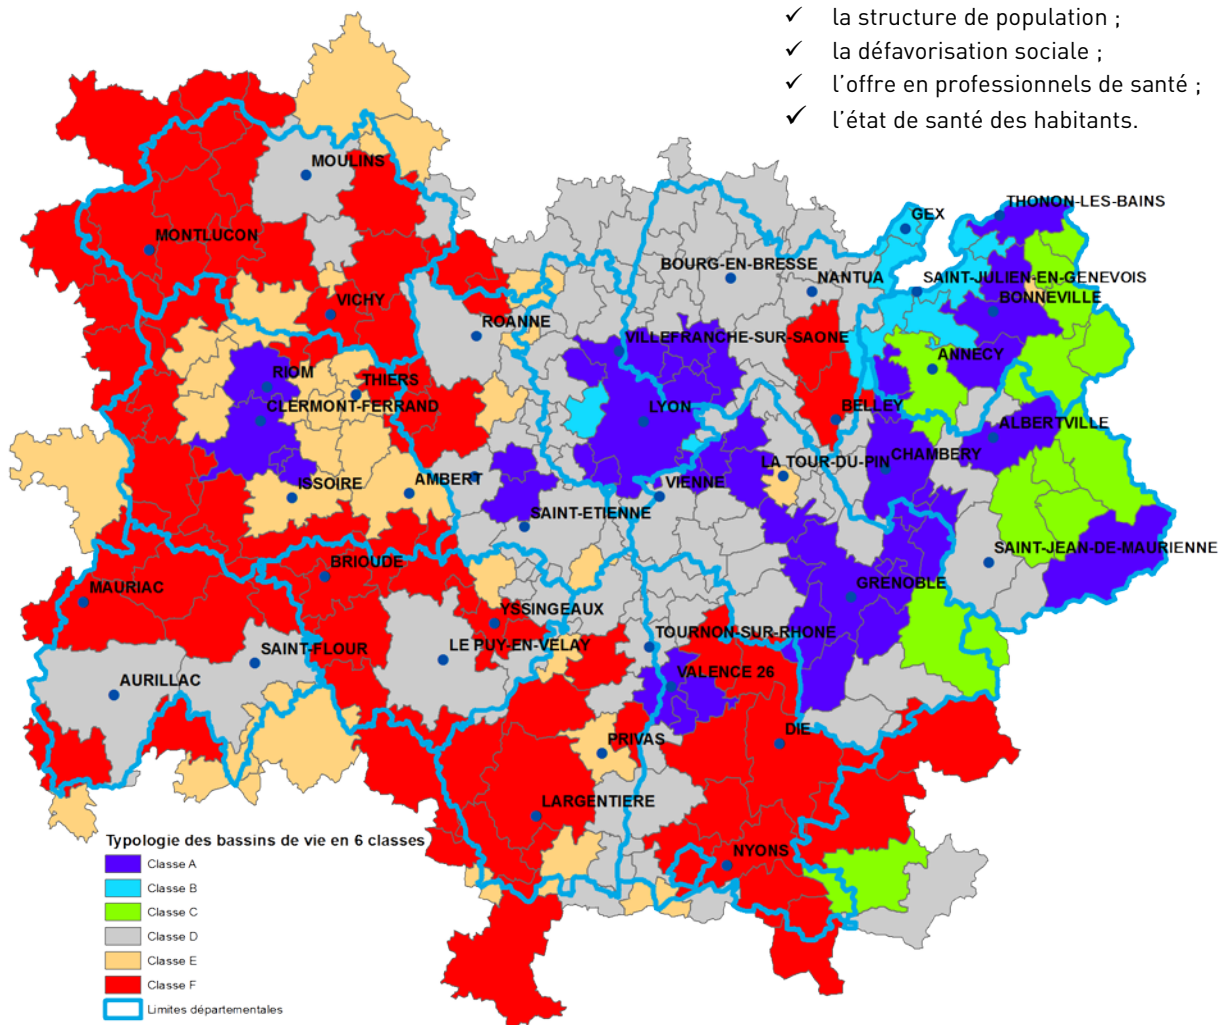 ✓ la structure de population ;
✓ la défavorisation sociale ;
✓ l'offre en professionnels de santé ;
✓ l'état de santé des habitants.
MOULINS
THONON-LES-BAINS
GEX
MONTLUCON
BOURG-EN-BRESSE
NANTUA
SAINT-JULIEN-EN-GENEVOIS
BONNEVILLE
VICHY
ROANNE
VILLEFRANCHE-SUR-SAONE
ANNECY
RIOM
THIERS
CLERMONT-FERRAND
LYON
BELLEY
ALBERTVILLE
LA TOUR-DU-PIN
CHAMBERY
ISSOIRE
AMBERT
VIENNE
SAINT-ETIENNE
SAINT-JEAN-DE-MAURIENNE
BRIOUDE
GRENOBLE
MAURIAC
YSSINGEAUX
TOURNON-SUR-RHONE
SAINT-FLOUR
LE PUY-EN-VELAY
AURILLAC
VALENCE 26
DIE
PRIVAS
LARGENTIERE
NYONS
Typologie des bassins de vie en 6 classes
Classe A
Classe B
Classe C
Classe D
Classe E
Classe F
Limites départementales